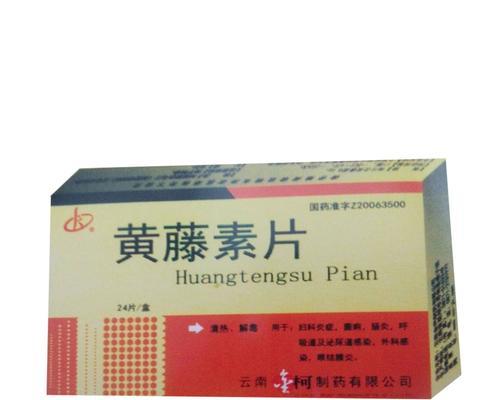 国药准字Z20063500
黄藤素片
Huangtengsu Pian
24片/盒
清热、解毒 用于：妇科炎症，菌痢，肠炎，呼
吸道及泌尿道感染，外科感
染，眼结膜炎。
云南金柯制药有限公司